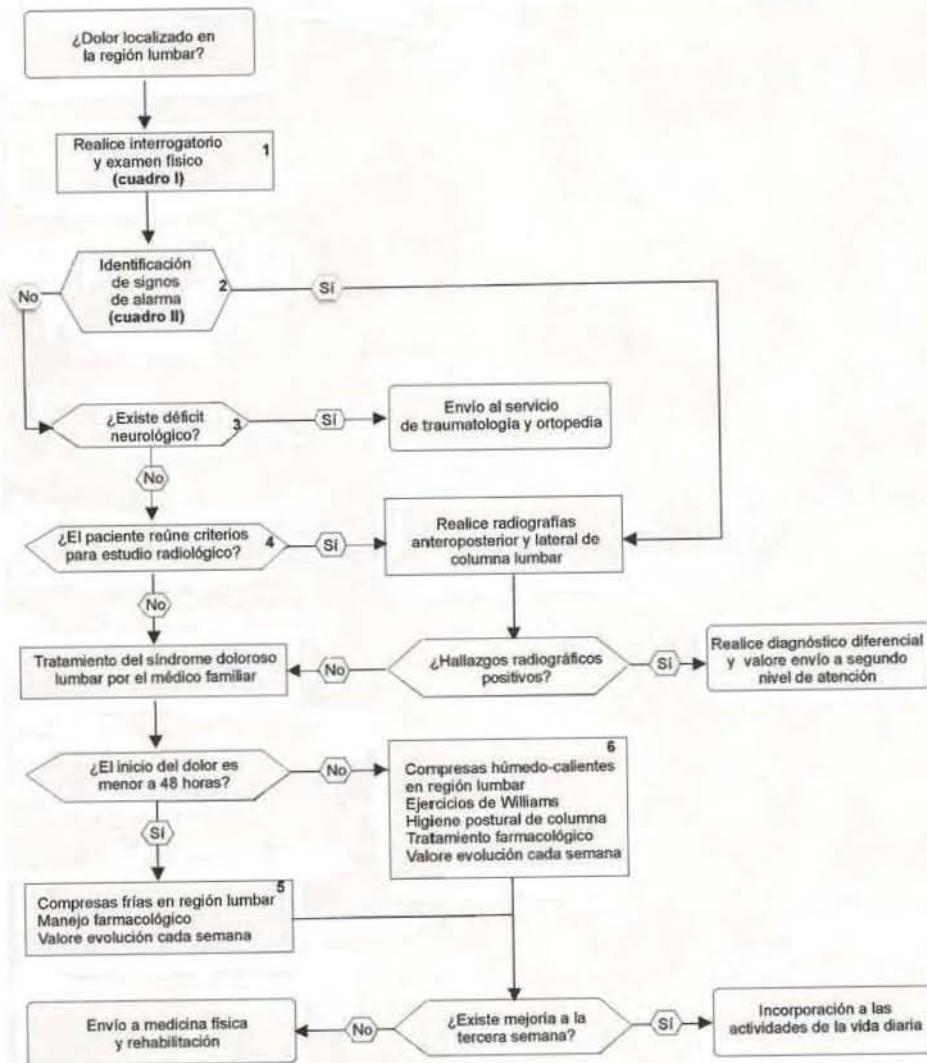 ¿Dolor localizado en
la región lumbar?
Realice interrogatorio
y examen físico
(cuadro I)
1
Identificación
de signos
de alarma
(cuadro II)
2
No
Sí
¿Existe déficit
neurológico?
3
Sí
Envío al servicio
de traumatología y ortopedia
No
¿El paciente reúne criterios
para estudio radiológico?
4
Sí
Realice radiografías
anteroposterior y lateral de
columna lumbar
No
Tratamiento del síndrome doloroso
lumbar por el médico familiar
No
¿Hallazgos radiográficos
positivos?
Sí
Realice diagnóstico diferencial
y valore envío a segundo
nivel de atención
¿El inicio del dolor es
menor a 48 horas?
No
6
Compresas húmedo-calientes
en región lumbar
Ejercicios de Williams
Higiene postural de columna
Tratamiento farmacológico
Valore evolución cada semana
Sí
5
Compresas frías en región lumbar
Manejo farmacológico
Valore evolución cada semana
Envío a medicina física
y rehabilitación
No
¿Existe mejoría a la
tercera semana?
Sí
Incorporación a las
actividades de la vida diaria